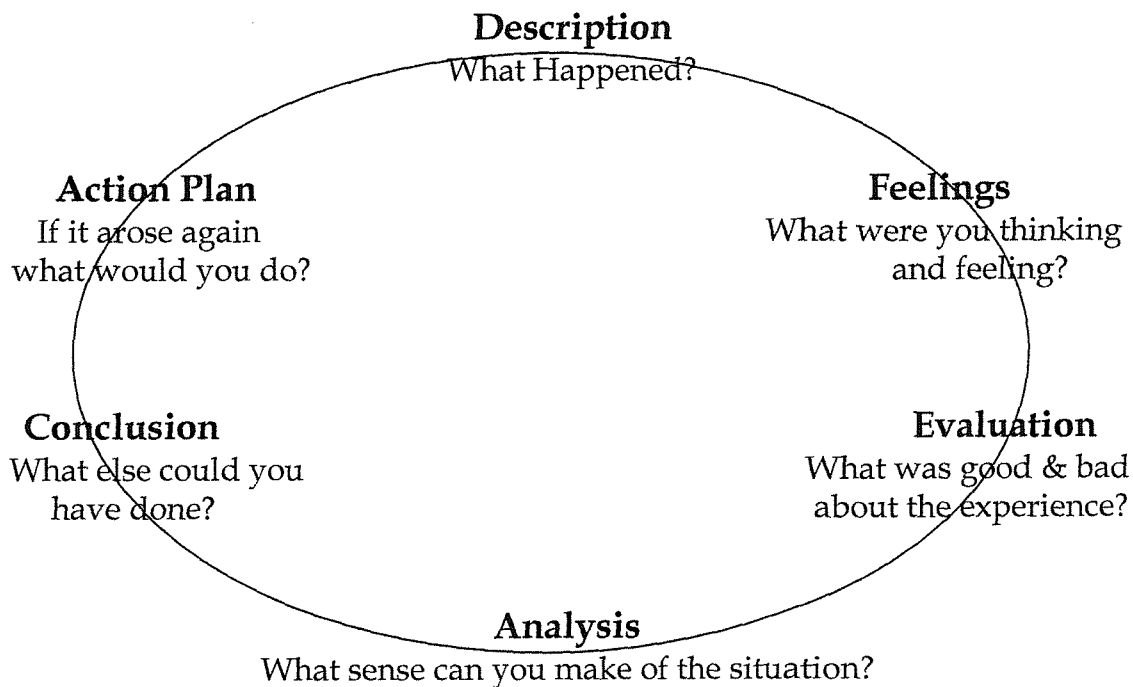 Description
What Happened?
Feelings
What were you thinking
and feeling?
Evaluation
What was good & bad
about the experience?
Analysis
What sense can you make of the situation?
Conclusion
What else could you
have done?
Action Plan
If it arose again
what would you do?